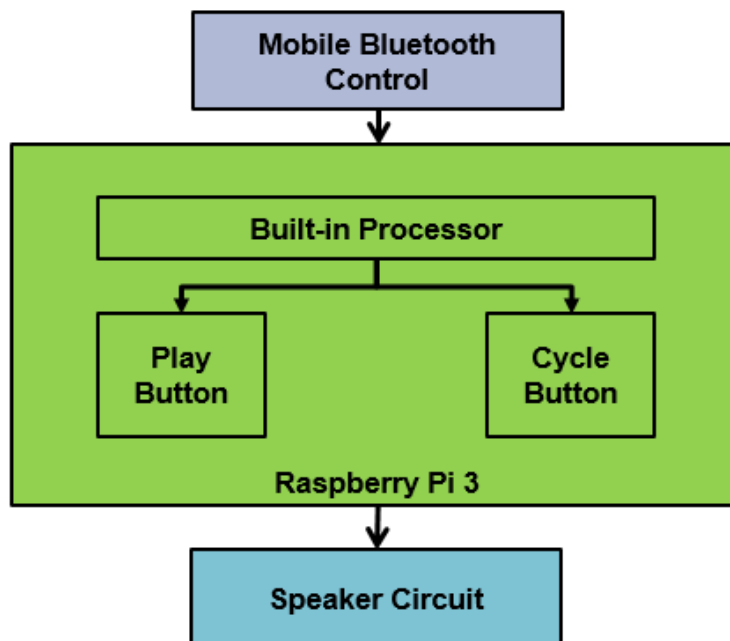 Mobile Bluetooth
Control
Built-in Processor
Play
Button
Cycle
Button
Raspberry Pi 3
Speaker Circuit